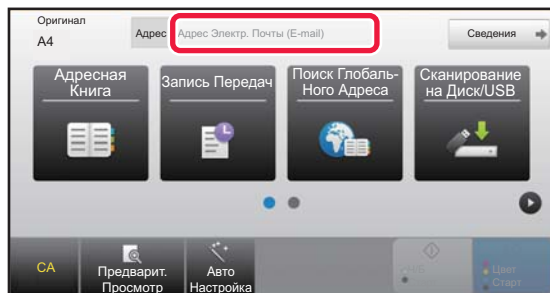 Оригинал
A4
Адрес
Адрес Электр. Почты (E-mail)
Сведения
Адресная
Книга
Запись Передач
Поиск Глобаль-
Ного Адреса
Сканирование
на Диск/USB
CA
Предварит.
Просмотр
Авто
Настройка
Цвет
Старт